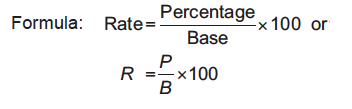 Formula: Rate = Percentage / Base × 100 or
R = P / B × 100